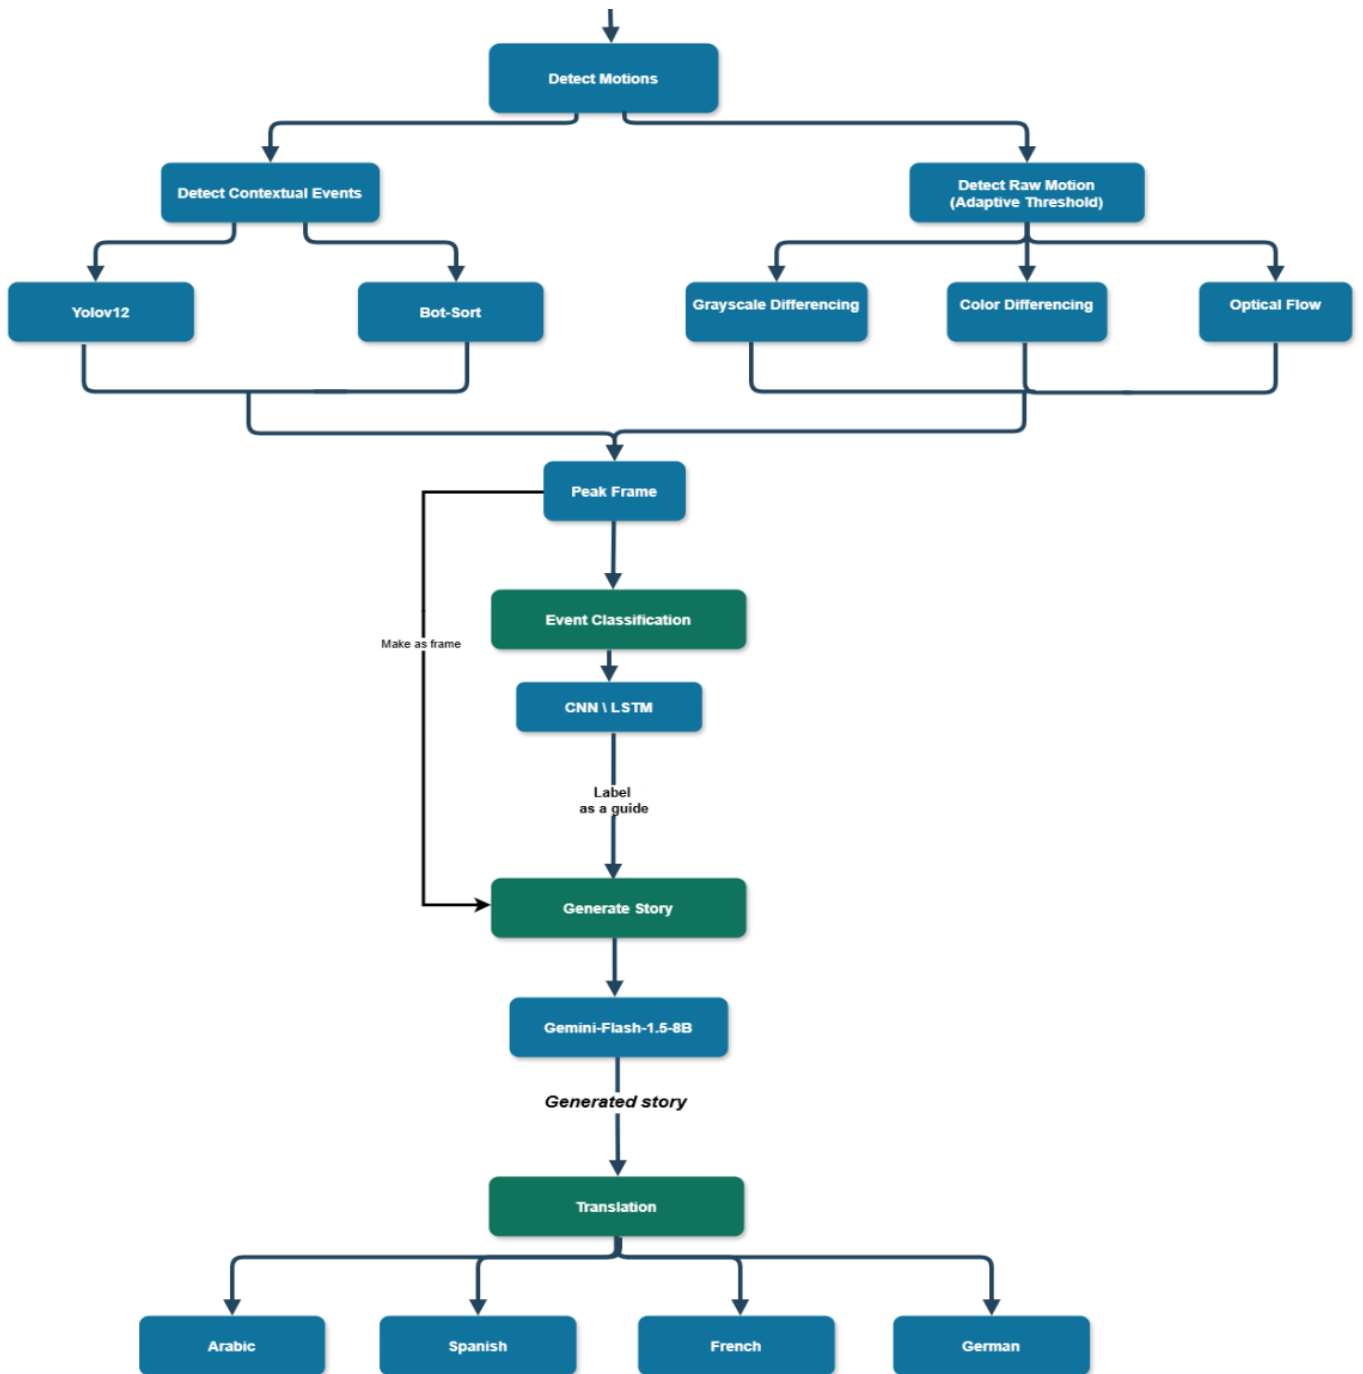 Detect Motions
Detect Contextual Events
Detect Raw Motion
(Adaptive Threshold)
Yolov12
Bot-Sort
Grayscale Differencing
Color Differencing
Optical Flow
Peak Frame
Event Classification
Make as frame
CNN \ LSTM
Label
as a guide
Generate Story
Gemini-Flash-1.5-8B
Generated story
Translation
Arabic
Spanish
French
German